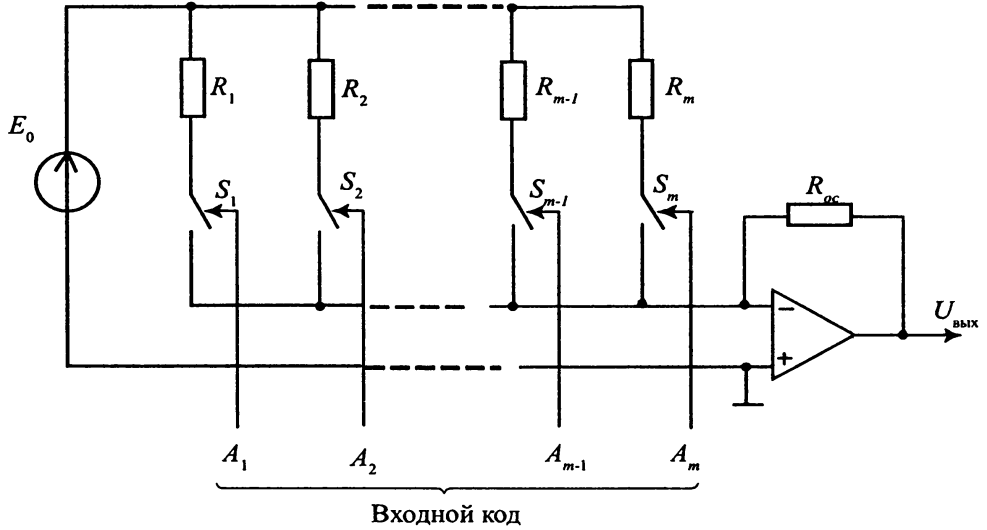 R₁ R₂ Rₘ₋₁ Rₘ
E₀
S₁ S₂ Sₘ₋₁ Sₘ Rос
− Uвых
+
A₁ A₂ Aₘ₋₁ Aₘ
Входной код